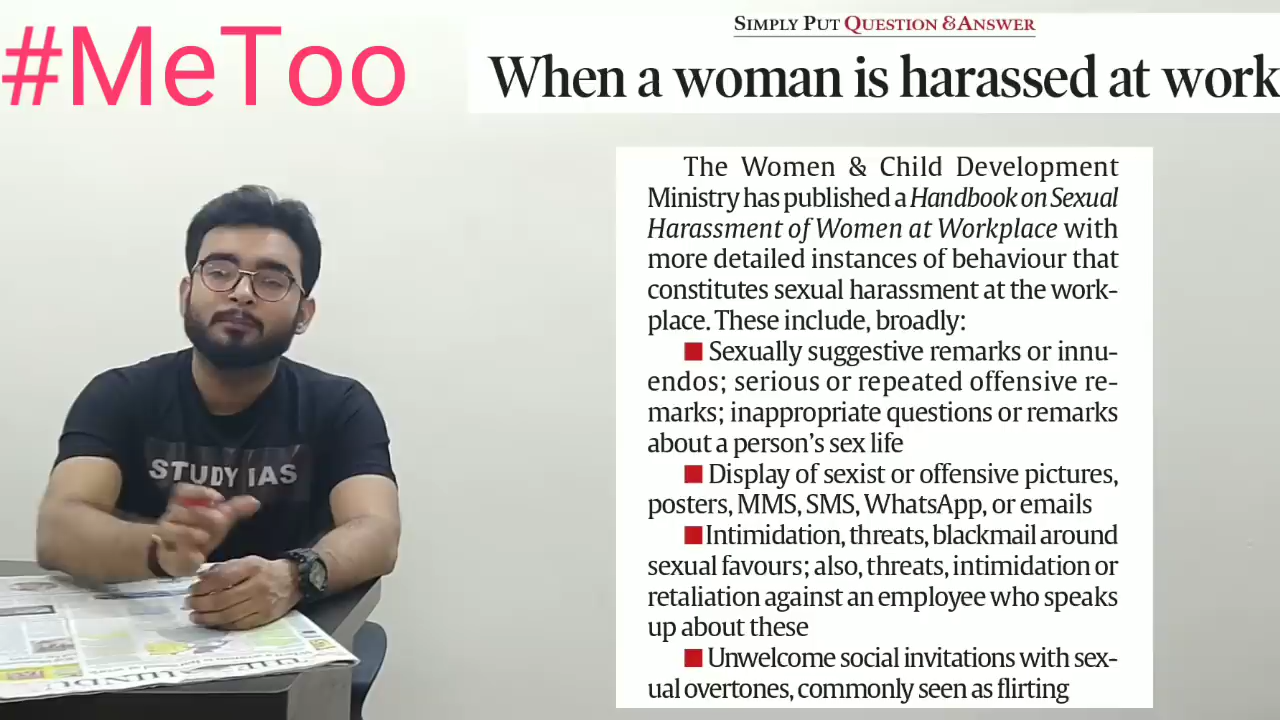 #MeToo
SIMPLY PUT QUESTION &ANSWER
When a woman is harassed at work
The Women & Child Development
Ministry has published a Handbook on Sexual
Harassment of Women at Workplace with
more detailed instances of behaviour that
constitutes sexual harassment at the work-
place. These include, broadly:
■ Sexually suggestive remarks or innu-
endos; serious or repeated offensive re-
marks; inappropriate questions or remarks
about a person's sex life
■ Display of sexist or offensive pictures,
posters, MMS, SMS, WhatsApp, or emails
■ Intimidation, threats, blackmail around
sexual favours; also, threats, intimidation or
retaliation against an employee who speaks
up about these
■ Unwelcome social invitations with sex-
ual overtones, commonly seen as flirting
STUDY IAS
THE HINDU